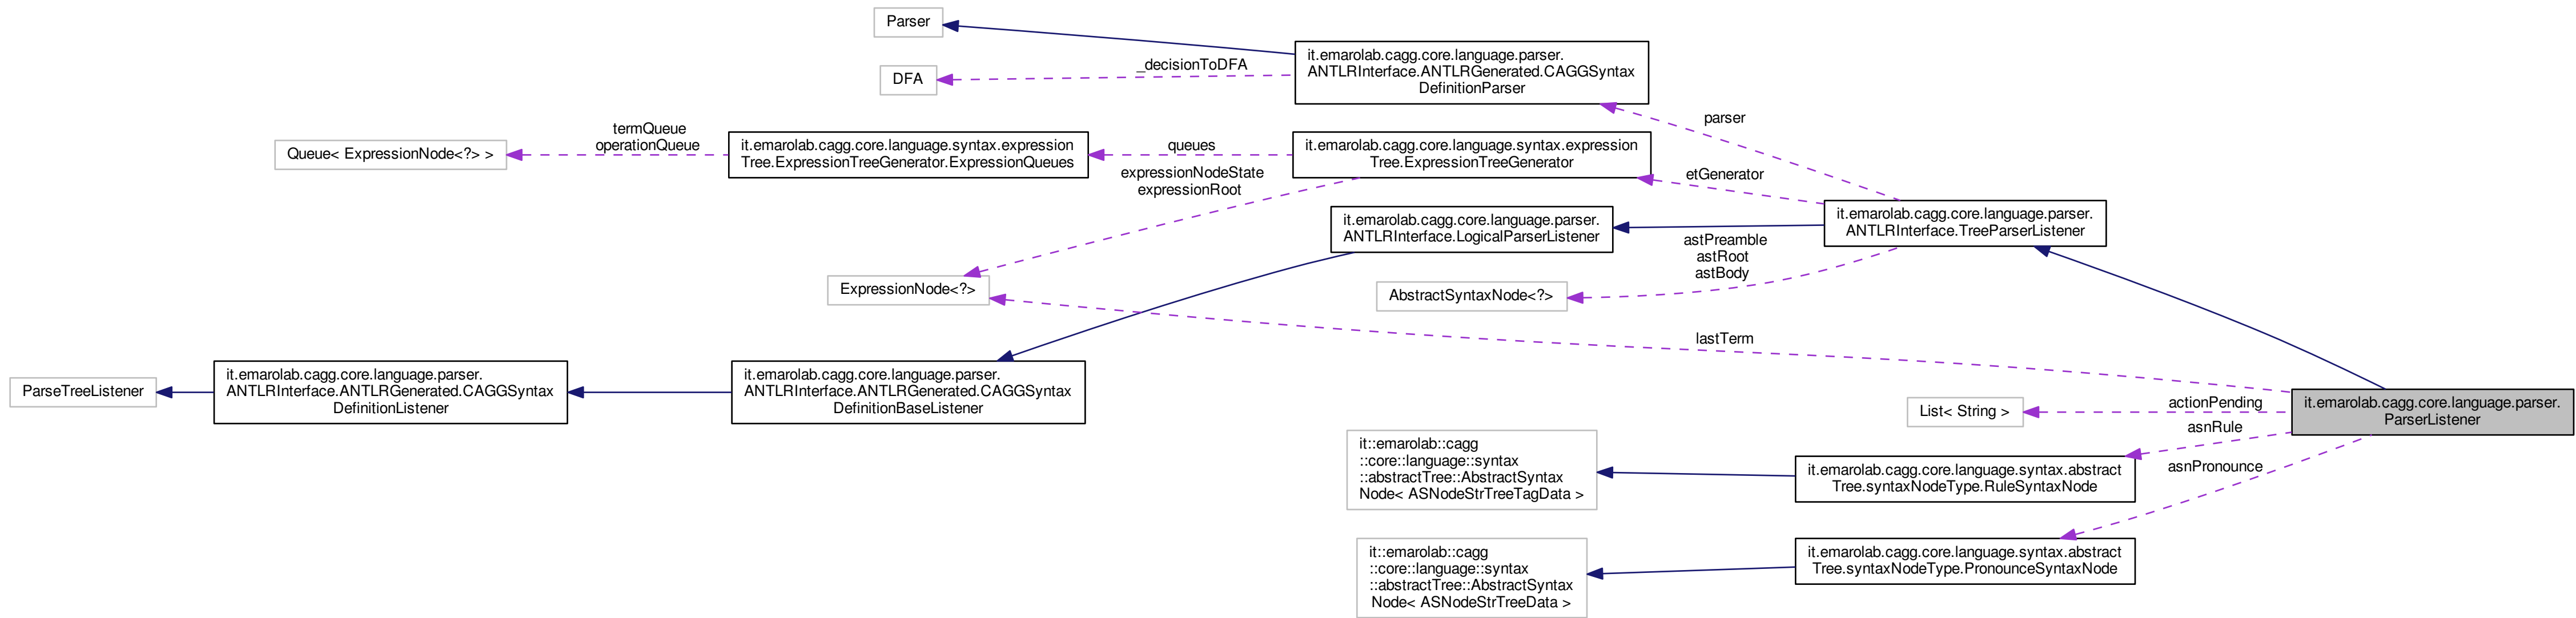 Parser
it.emarolab.cagg.core.language.parser.
ANTLRInterface.ANTLRGenerated.CAGGSyntax
DefinitionParser
_decisionToDFA
DFA
parser
termQueue
operationQueue
Queue< ExpressionNode<?> >
it.emarolab.cagg.core.language.syntax.expression
Tree.ExpressionTreeGenerator.ExpressionQueues
queues
it.emarolab.cagg.core.language.syntax.expression
Tree.ExpressionTreeGenerator
expressionNodeState
expressionRoot
etGenerator
it.emarolab.cagg.core.language.parser.
ANTLRInterface.LogicalParserListener
it.emarolab.cagg.core.language.parser.
ANTLRInterface.TreeParserListener
astPreamble
astRoot
astBody
ExpressionNode<?>
AbstractSyntaxNode<?>
lastTerm
ParseTreeListener
it.emarolab.cagg.core.language.parser.
ANTLRInterface.ANTLRGenerated.CAGGSyntax
DefinitionListener
it.emarolab.cagg.core.language.parser.
ANTLRInterface.ANTLRGenerated.CAGGSyntax
DefinitionBaseListener
List< String >
actionPending
it.emarolab.cagg.core.language.parser.
ParserListener
asnRule
it::emarolab::cagg
::core::language::syntax
::abstractTree::AbstractSyntax
Node< ASNodeStrTreeTagData >
it.emarolab.cagg.core.language.syntax.abstract
Tree.syntaxNodeType.RuleSyntaxNode
asnPronounce
it::emarolab::cagg
::core::language::syntax
::abstractTree::AbstractSyntax
Node< ASNodeStrTreeData >
it.emarolab.cagg.core.language.syntax.abstract
Tree.syntaxNodeType.PronounceSyntaxNode